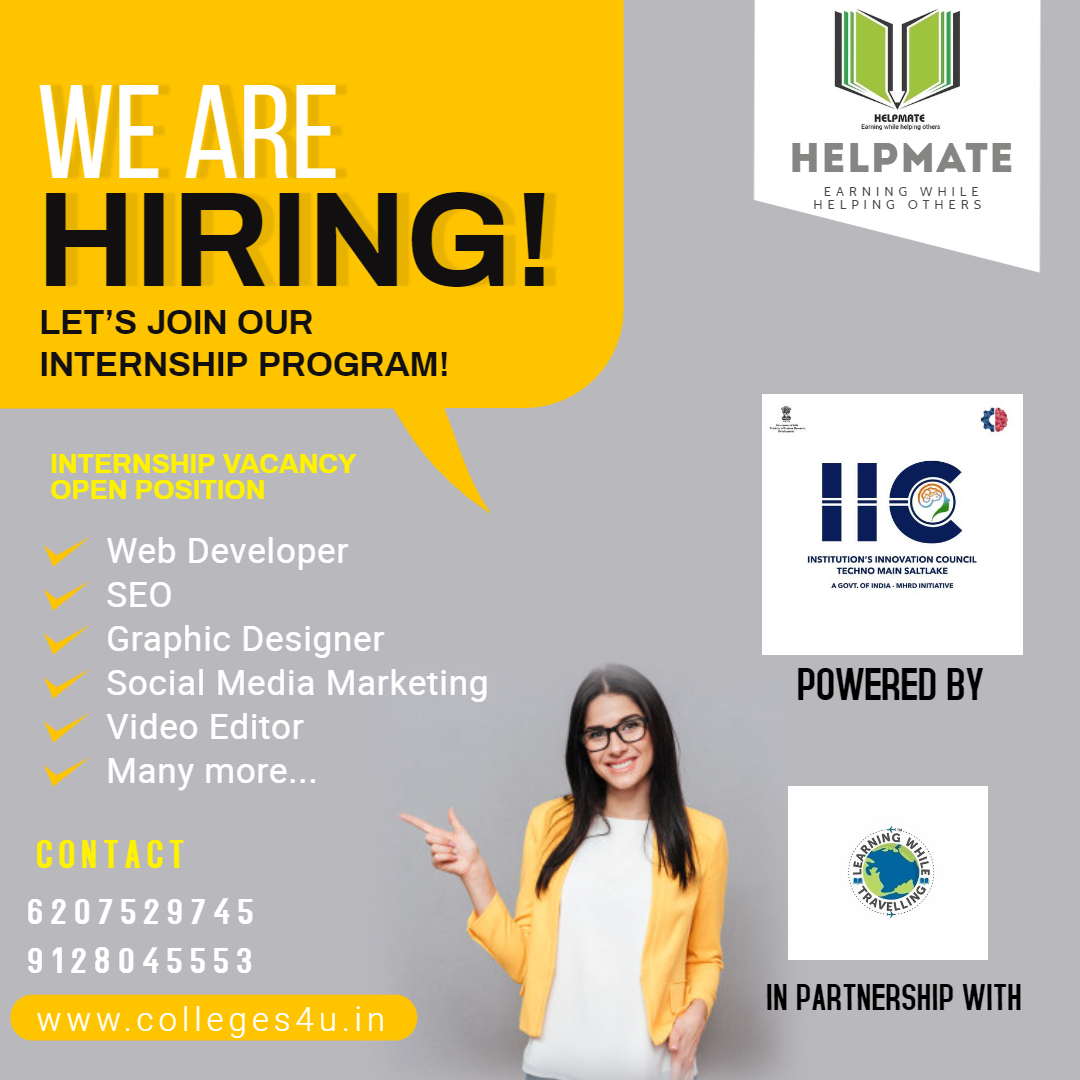 WE ARE
HIRING!
LET'S JOIN OUR
INTERNSHIP PROGRAM!
HELPMATE
Earning while helping others
HELPMATE
EARNING WHILE
HELPING OTHERS
INTERNSHIP VACANCY
OPEN POSITION
Web Developer
SEO
Graphic Designer
Social Media Marketing
Video Editor
Many more...
CONTACT
6207529745
9128045553
www.colleges4u.in
IIC
INSTITUTION'S INNOVATION COUNCIL
TECHNO MAIN SALTLAKE
A GOVT. OF INDIA - MHRD INITIATIVE
POWERED BY
LEARNING WHILE
TRAVELLING
IN PARTNERSHIP WITH